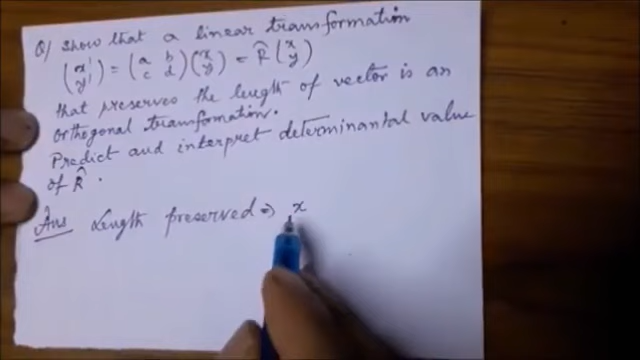 Q) Show that a linear transformation
(x' y') = (a b c d)(x y) = R̂ (x y)
that preserves the length of vector is an
orthogonal transformation.
Predict and interpret determinantal value
of R̂.
Ans Length preserved ⇒ x